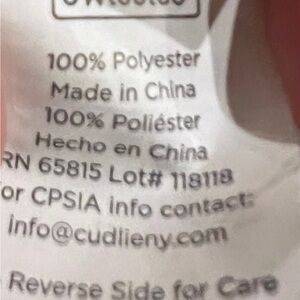 100% Polyester
Made in China
100% Poliéster
Hecho en China
RN 65815 Lot# 118118
or CPSIA info contact:
info@cudlieny.com
Reverse Side for Care